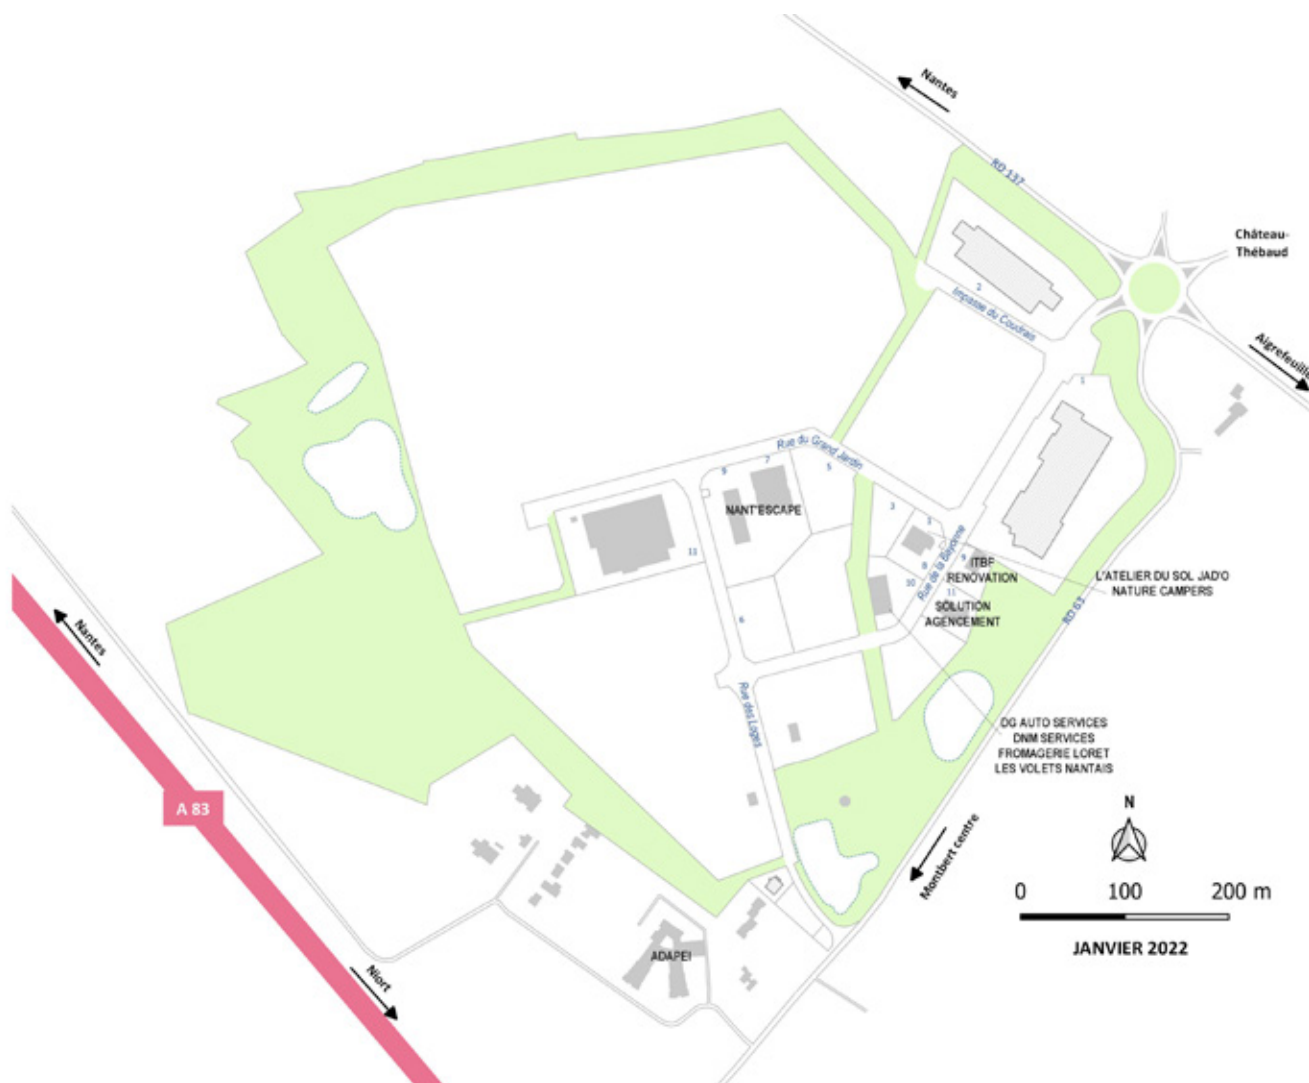 Nantes
RD 137
Château-
Thébaud
2
Impasse du Coudrais
Aigrefeuille
1
Rue du Grand Jardin
9
7
5
3
NANT'ESCAPE
1
11
ITBF
RENOVATION
9
8
10
Rue de la Bayonne
11
L'ATELIER DU SOL JAD'O
NATURE CAMPERS
SOLUTION
AGENCEMENT
RD 63
6
Nantes
Rue des Loges
DG AUTO SERVICES
DNM SERVICES
FROMAGERIE LORET
LES VOLETS NANTAIS
A 83
N
Montbert centre
0 100 200 m
JANVIER 2022
ADAPEI
Niort